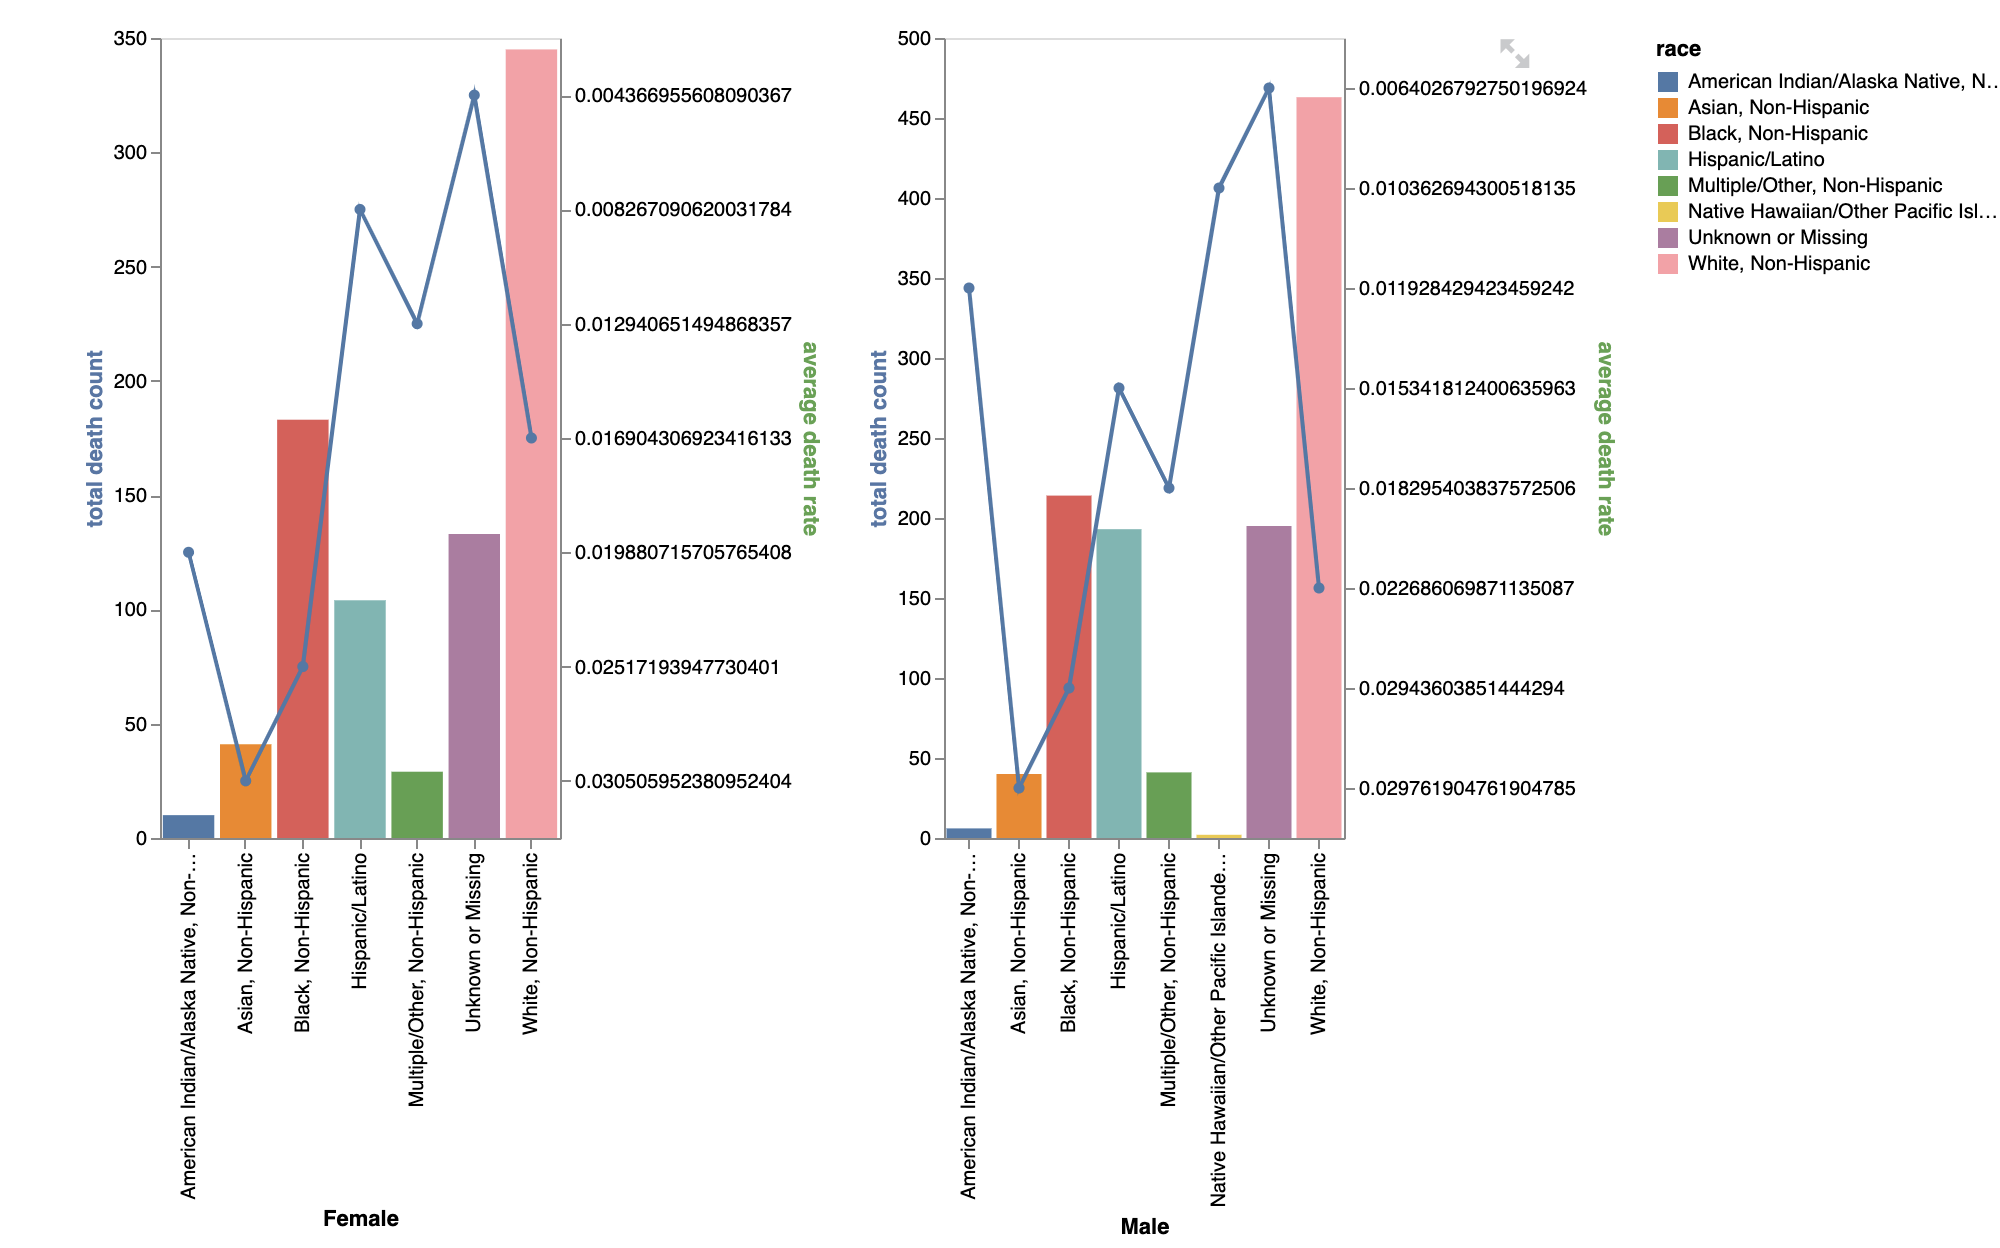 350
300
250
200
150
100
50
0
total death count
0.004366955608090367
0.008267090620031784
0.012940651494868357
0.016904306923416133
0.019880715705765408
0.02517193947730401
0.030505952380952404
average death rate
American Indian/Alaska Native, Non-…
Asian, Non-Hispanic
Black, Non-Hispanic
Hispanic/Latino
Multiple/Other, Non-Hispanic
Unknown or Missing
White, Non-Hispanic
Female
500
450
400
350
300
250
200
150
100
50
0
total death count
0.0064026792750196924
0.010362694300518135
0.011928429423459242
0.015341812400635963
0.018295403837572506
0.022686069871135087
0.02943603851444294
0.029761904761904785
average death rate
American Indian/Alaska Native, Non-…
Asian, Non-Hispanic
Black, Non-Hispanic
Hispanic/Latino
Multiple/Other, Non-Hispanic
Native Hawaiian/Other Pacific Islande…
Unknown or Missing
White, Non-Hispanic
Male
race
American Indian/Alaska Native, N…
Asian, Non-Hispanic
Black, Non-Hispanic
Hispanic/Latino
Multiple/Other, Non-Hispanic
Native Hawaiian/Other Pacific Isl…
Unknown or Missing
White, Non-Hispanic